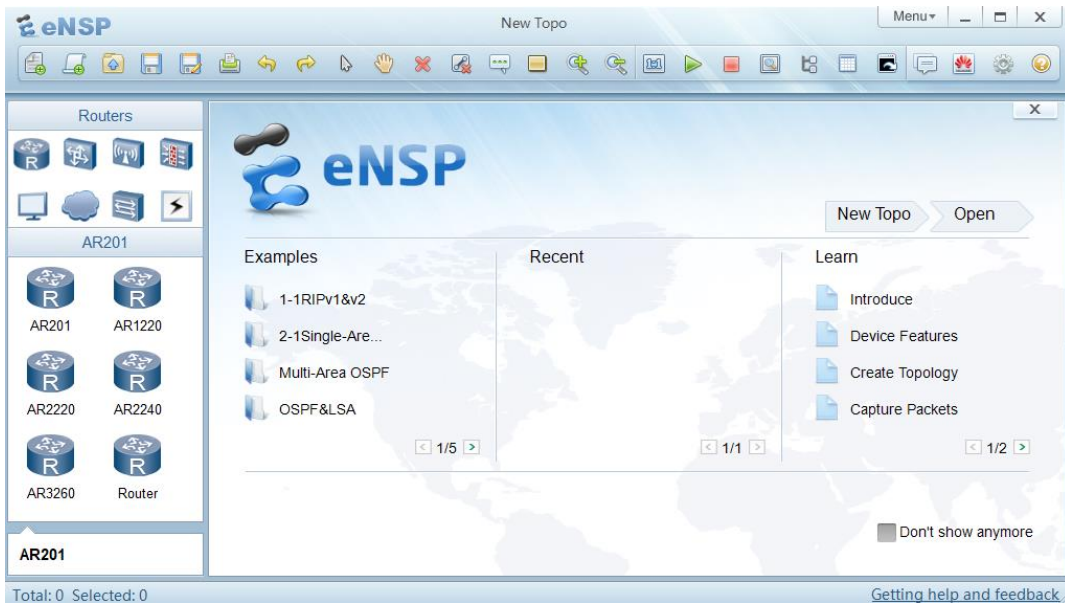 eNSP
New Topo
Menu
Routers
AR201
AR201 AR1220
AR2220 AR2240
AR3260 Router
AR201
eNSP
New Topo Open
Examples
1-1RIPv1&v2
2-1Single-Are...
Multi-Area OSPF
OSPF&LSA
1/5
Recent
1/1
Learn
Introduce
Device Features
Create Topology
Capture Packets
1/2
Don't show anymore
Total: 0 Selected: 0
Getting help and feedback